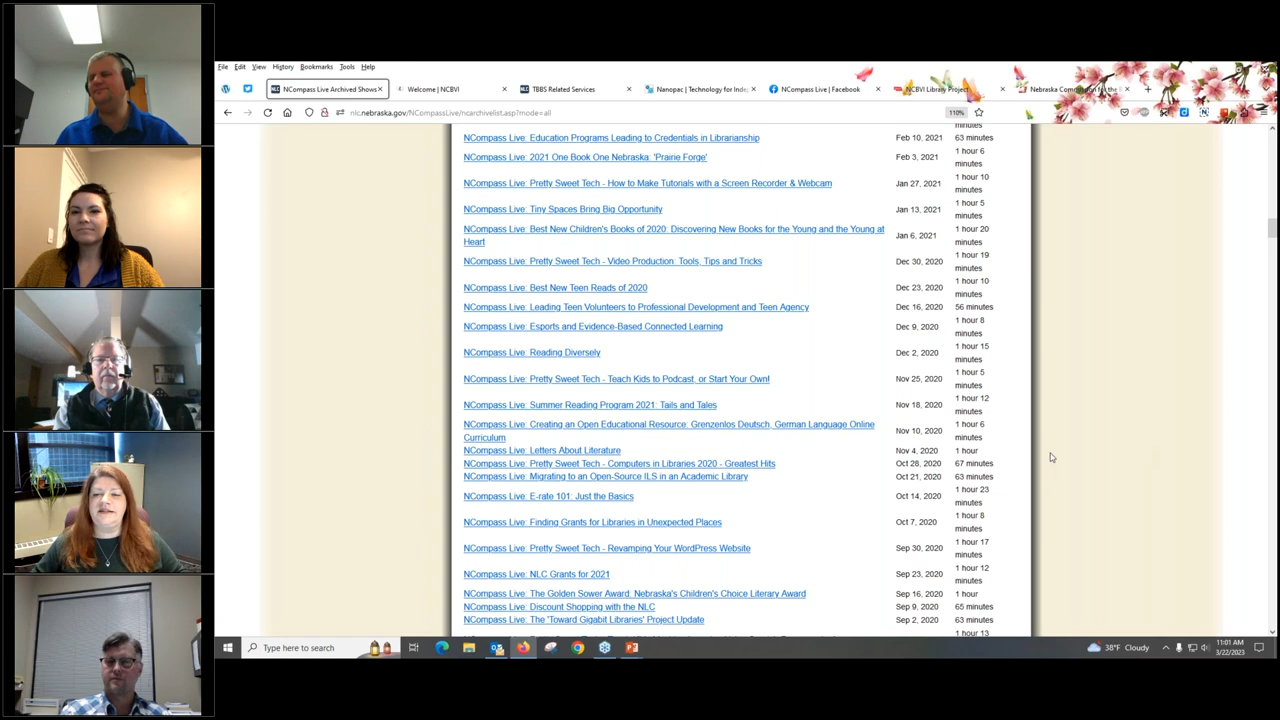 File Edit View History Bookmarks Tools Help
NCompass Live Archived Shows
Welcome | NCBVI
TBBS Related Services
Nanopac | Technology for Inde
NCompass Live | Facebook
NCBVI Library Project
Nebraska Commission for the B
nlc.nebraska.gov/NCompassLive/ncarchivelist.asp?mode=all
110%
minutes
NCompass Live: Education Programs Leading to Credentials in Librarianship Feb 10, 2021 63 minutes
NCompass Live: 2021 One Book One Nebraska: 'Prairie Forge' Feb 3, 2021 1 hour 6
minutes
NCompass Live: Pretty Sweet Tech - How to Make Tutorials with a Screen Recorder & Webcam Jan 27, 2021 1 hour 10
minutes
NCompass Live: Tiny Spaces Bring Big Opportunity Jan 13, 2021 1 hour 5
minutes
NCompass Live: Best New Children's Books of 2020: Discovering New Books for the Young and the Young at
Heart Jan 6, 2021 1 hour 20
minutes
NCompass Live: Pretty Sweet Tech - Video Production: Tools, Tips and Tricks Dec 30, 2020 1 hour 19
minutes
NCompass Live: Best New Teen Reads of 2020 Dec 23, 2020 1 hour 10
minutes
NCompass Live: Leading Teen Volunteers to Professional Development and Teen Agency Dec 16, 2020 56 minutes
NCompass Live: Esports and Evidence-Based Connected Learning Dec 9, 2020 1 hour 8
minutes
NCompass Live: Reading Diversely Dec 2, 2020 1 hour 15
minutes
NCompass Live: Pretty Sweet Tech - Teach Kids to Podcast, or Start Your Own! Nov 25, 2020 1 hour 5
minutes
NCompass Live: Summer Reading Program 2021: Tails and Tales Nov 18, 2020 1 hour 12
minutes
NCompass Live: Creating an Open Educational Resource: Grenzenlos Deutsch, German Language Online
Curriculum Nov 10, 2020 1 hour 6
minutes
NCompass Live: Letters About Literature Nov 4, 2020 1 hour
NCompass Live: Pretty Sweet Tech - Computers in Libraries 2020 - Greatest Hits Oct 28, 2020 67 minutes
NCompass Live: Migrating to an Open-Source ILS in an Academic Library Oct 21, 2020 63 minutes
NCompass Live: E-rate 101: Just the Basics Oct 14, 2020 1 hour 23
minutes
NCompass Live: Finding Grants for Libraries in Unexpected Places Oct 7, 2020 1 hour 8
minutes
NCompass Live: Pretty Sweet Tech - Revamping Your WordPress Website Sep 30, 2020 1 hour 17
minutes
NCompass Live: NLC Grants for 2021 Sep 23, 2020 1 hour 12
minutes
NCompass Live: The Golden Sower Award: Nebraska's Children's Choice Literary Award Sep 16, 2020 1 hour
NCompass Live: Discount Shopping with the NLC Sep 9, 2020 65 minutes
NCompass Live: The 'Toward Gigabit Libraries' Project Update Sep 2, 2020 63 minutes
1 hour 13
Type here to search
38°F Cloudy
11:01 AM
3/22/2023